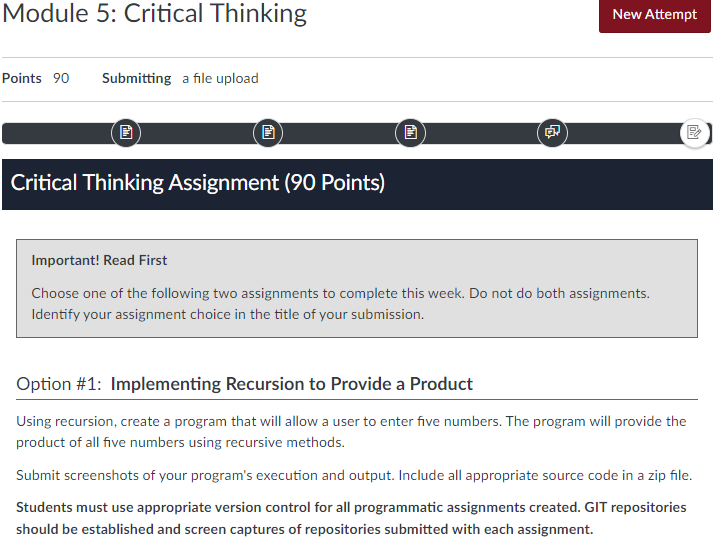 Module 5: Critical Thinking
New Attempt
Points 90 Submitting a file upload
Critical Thinking Assignment (90 Points)
Important! Read First
Choose one of the following two assignments to complete this week. Do not do both assignments.
Identify your assignment choice in the title of your submission.
Option #1: Implementing Recursion to Provide a Product
Using recursion, create a program that will allow a user to enter five numbers. The program will provide the
product of all five numbers using recursive methods.
Submit screenshots of your program's execution and output. Include all appropriate source code in a zip file.
Students must use appropriate version control for all programmatic assignments created. GIT repositories
should be established and screen captures of repositories submitted with each assignment.